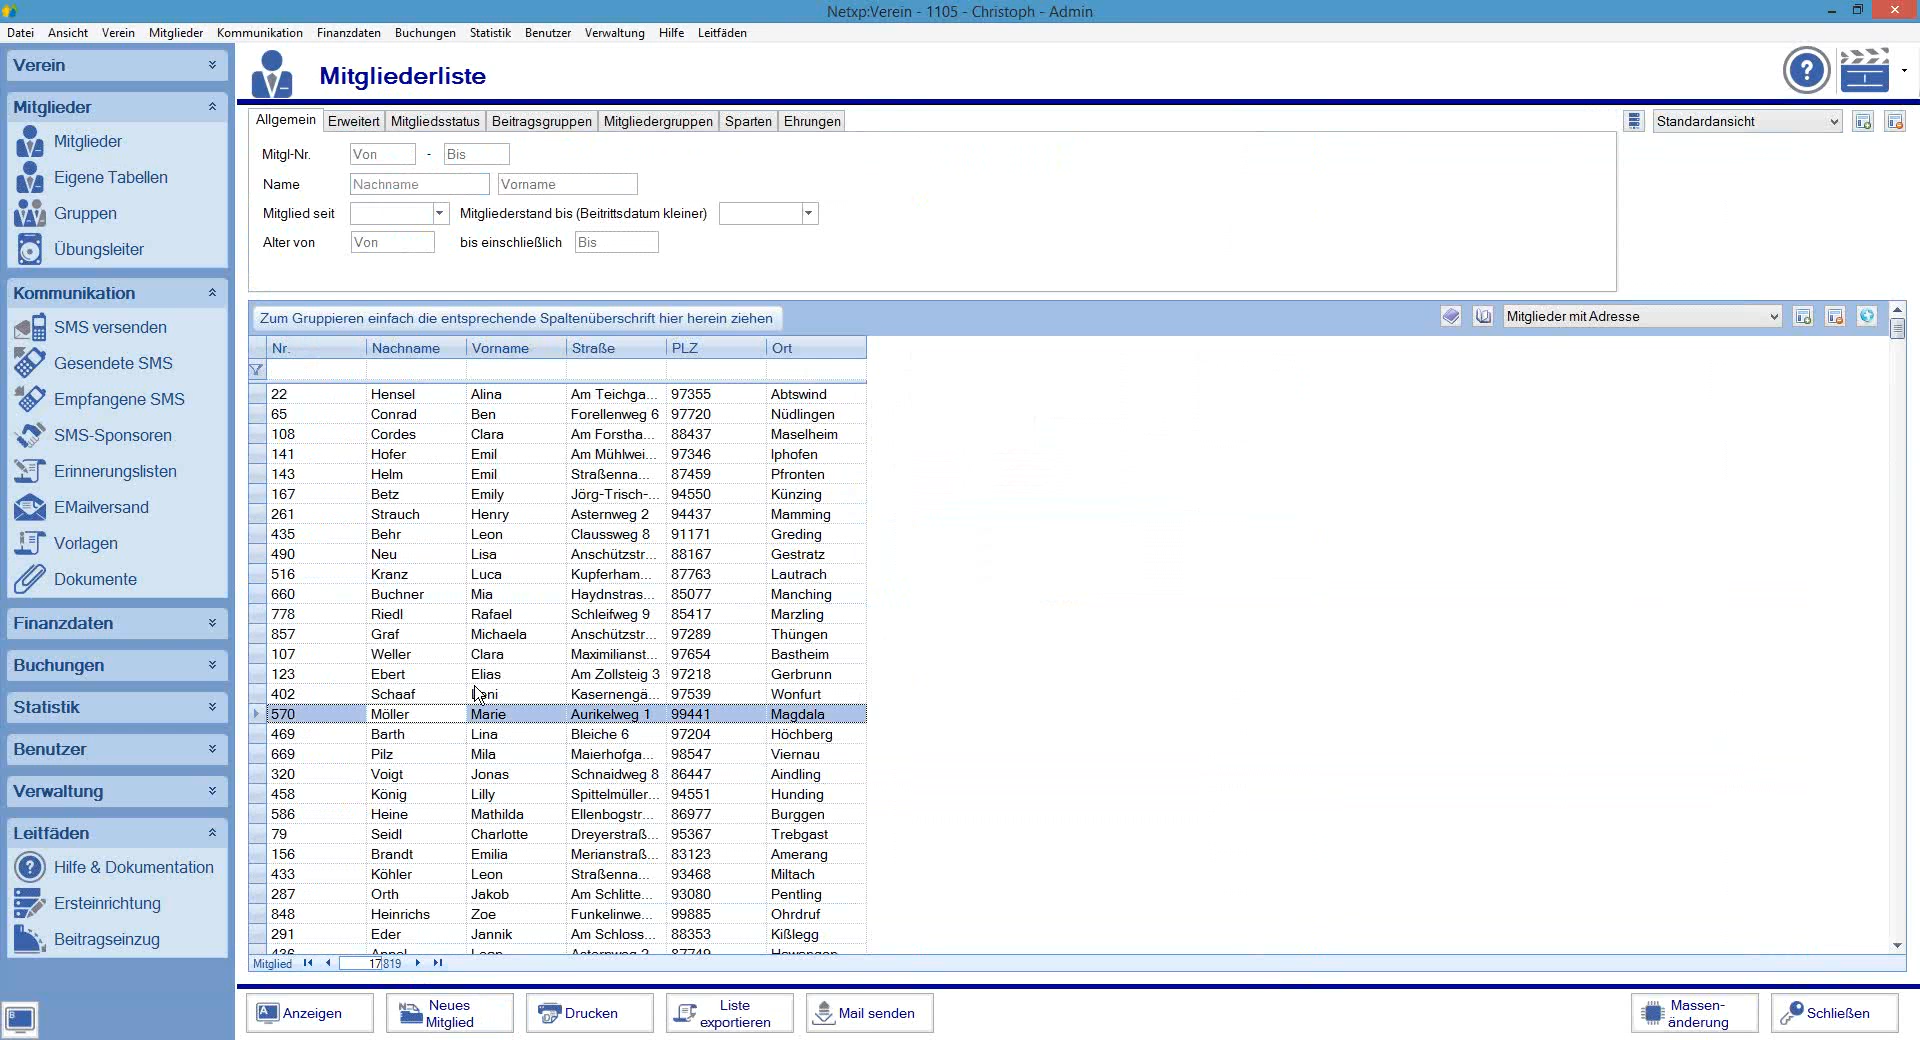 Netxp:Verein - 1105 - Christoph - Admin
Datei Ansicht Verein Mitglieder Kommunikation Finanzdaten Buchungen Statistik Benutzer Verwaltung Hilfe Leitfäden
Verein
Mitglieder
Mitglieder
Eigene Tabellen
Gruppen
Übungsleiter
Kommunikation
SMS versenden
Gesendete SMS
Empfangene SMS
SMS-Sponsoren
Erinnerungslisten
EMailversand
Vorlagen
Dokumente
Finanzdaten
Buchungen
Statistik
Benutzer
Verwaltung
Leitfäden
Hilfe & Dokumentation
Ersteinrichtung
Beitragseinzug
Mitgliederliste
Allgemein Erweitert Mitgliedsstatus Beitragsgruppen Mitgliedergruppen Sparten Ehrungen
Standardansicht
Mitgl-Nr. Von - Bis
Name Nachname Vorname
Mitglied seit Mitgliederstand bis (Beitrittsdatum kleiner)
Alter von Von bis einschließlich Bis
Zum Gruppieren einfach die entsprechende Spaltenüberschrift hier herein ziehen
Mitglieder mit Adresse
Nr. Nachname Vorname Straße PLZ Ort
22 Hensel Alina Am Teichga... 97355 Abtswind
65 Conrad Ben Forellenweg 6 97720 Nüdlingen
108 Cordes Clara Am Forstha... 88437 Maselheim
141 Hofer Emil Am Mühlwei... 97346 Iphofen
143 Helm Emil Straßenna... 87459 Pfronten
167 Betz Emily Jörg-Trisch-... 94550 Künzing
261 Strauch Henry Asternweg 2 94437 Mamming
435 Behr Leon Claussweg 8 91171 Greding
490 Neu Lisa Anschützstr... 88167 Gestratz
516 Kranz Luca Kupferham... 87763 Lautrach
660 Buchner Mia Haydnstras... 85077 Manching
778 Riedl Rafael Schleifweg 9 85417 Marzling
857 Graf Michaela Anschützstr... 97289 Thüngen
107 Weller Clara Maximilianst... 97654 Bastheim
123 Ebert Elias Am Zollsteig 3 97218 Gerbrunn
402 Schaaf Kasernengä... 97539 Wonfurt
570 Möller Marie Aurikelweg 1 99441 Magdala
469 Barth Lina Bleiche 6 97204 Höchberg
669 Pilz Mila Maierhofga... 98547 Viernau
320 Voigt Jonas Schnaidweg 8 86447 Aindling
458 König Lilly Spittelmüller... 94551 Hunding
586 Heine Mathilda Ellenbogstr... 86977 Burggen
79 Seidl Charlotte Dreyerstraß... 95367 Trebgast
156 Brandt Emilia Merianstraß... 83123 Amerang
433 Köhler Leon Straßenna... 93468 Miltach
287 Orth Jakob Am Schlitte... 93080 Pentling
848 Heinrichs Zoe Funkelinwe... 99885 Ohrdruf
291 Eder Jannik Am Schloss... 88353 Kißlegg
Mitglied 17 819
Anzeigen
Neues
Mitglied
Drucken
Liste
exportieren
Mail senden
Massen-
änderung
Schließen